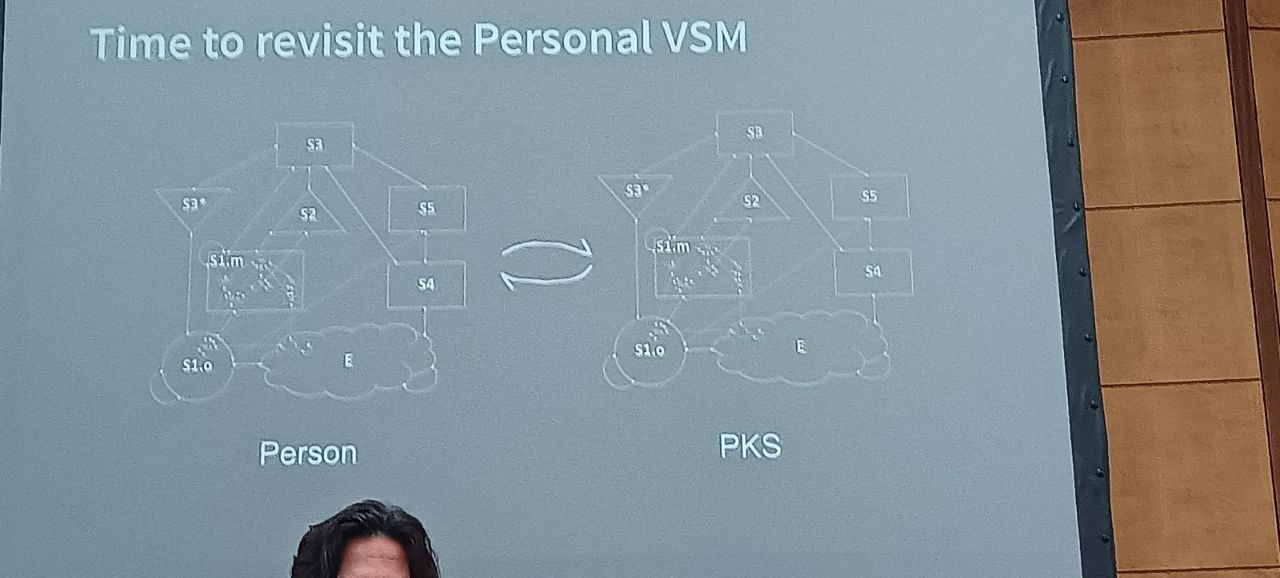 Time to revisit the Personal VSM
S3
S3*
S2
S5
S1.m
S4
S1.o
E
Person
S3
S3*
S2
S5
S1.m
S4
S1.o
E
PKS